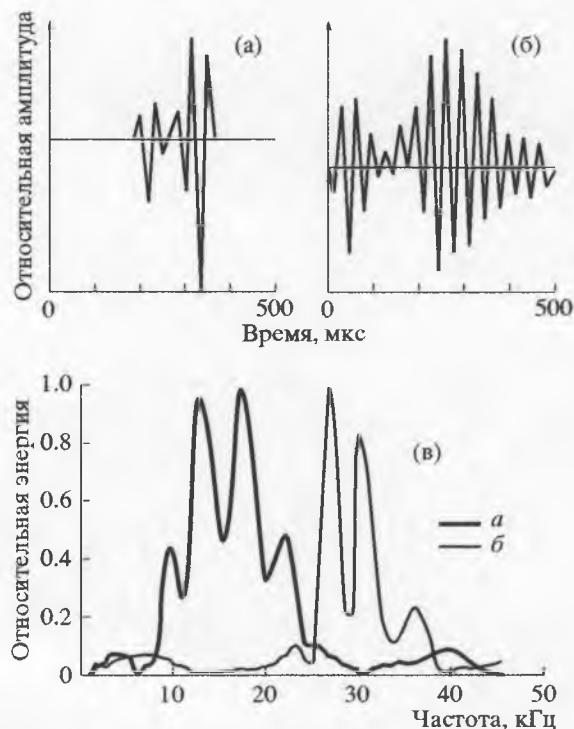 (а)
(б)
Относительная амплитуда
0
500
0
500
Время, мкс
Относительная энергия
1.0
0.8
0.6
0.4
0.2
0
(в)
а
б
10
20
30
40
50
Частота, кГц